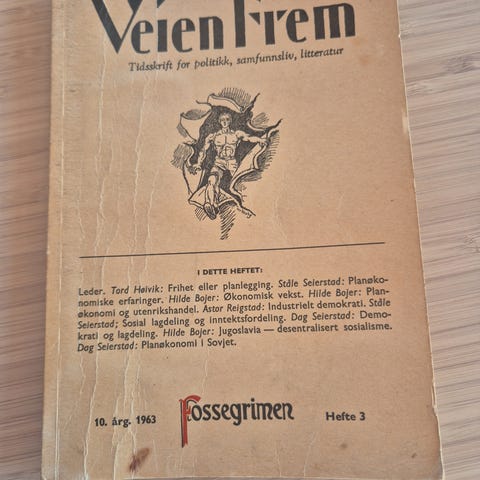 Veien Frem
Tidsskrift for politikk, samfunnsliv, litteratur
I DETTE HEFTET:
Leder. Tord Høivik: Frihet eller planlegging. Ståle Seierstad: Planøko-
nomiske erfaringer. Hilde Bojer: Økonomisk vekst. Hilde Bojer: Plan-
økonomi og utenrikshandel. Astor Reigstad: Industrielt demokrati. Ståle
Seierstad; Sosial lagdeling og inntektsfordeling. Dag Seierstad: Demo-
krati og lagdeling. Hilde Bojer: Jugoslavia — desentralisert sosialisme.
Dag Seierstad: Planøkonomi i Sovjet.
10. årg. 1963 Fossegrimen Hefte 3